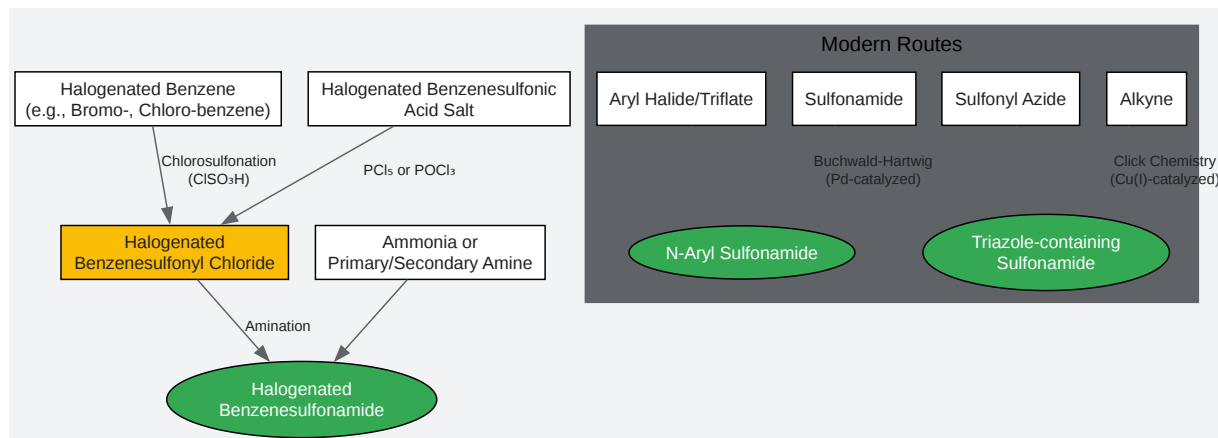 Modern Routes
Halogenated Benzene
(e.g., Bromo-, Chloro-benzene)
Halogenated Benzenesulfonic
Acid Salt
Aryl Halide/Triflate
Sulfonamide
Sulfonyl Azide
Alkyne
Chlorosulfonation
(ClSO₃H)
PCl₅ or POCl₃
Buchwald-Hartwig
(Pd-catalyzed)
Click Chemistry
(Cu(I)-catalyzed)
Halogenated
Benzenesulfonyl Chloride
Ammonia or
Primary/Secondary Amine
N-Aryl Sulfonamide
Triazole-containing
Sulfonamide
Amination
Halogenated
Benzenesulfonamide